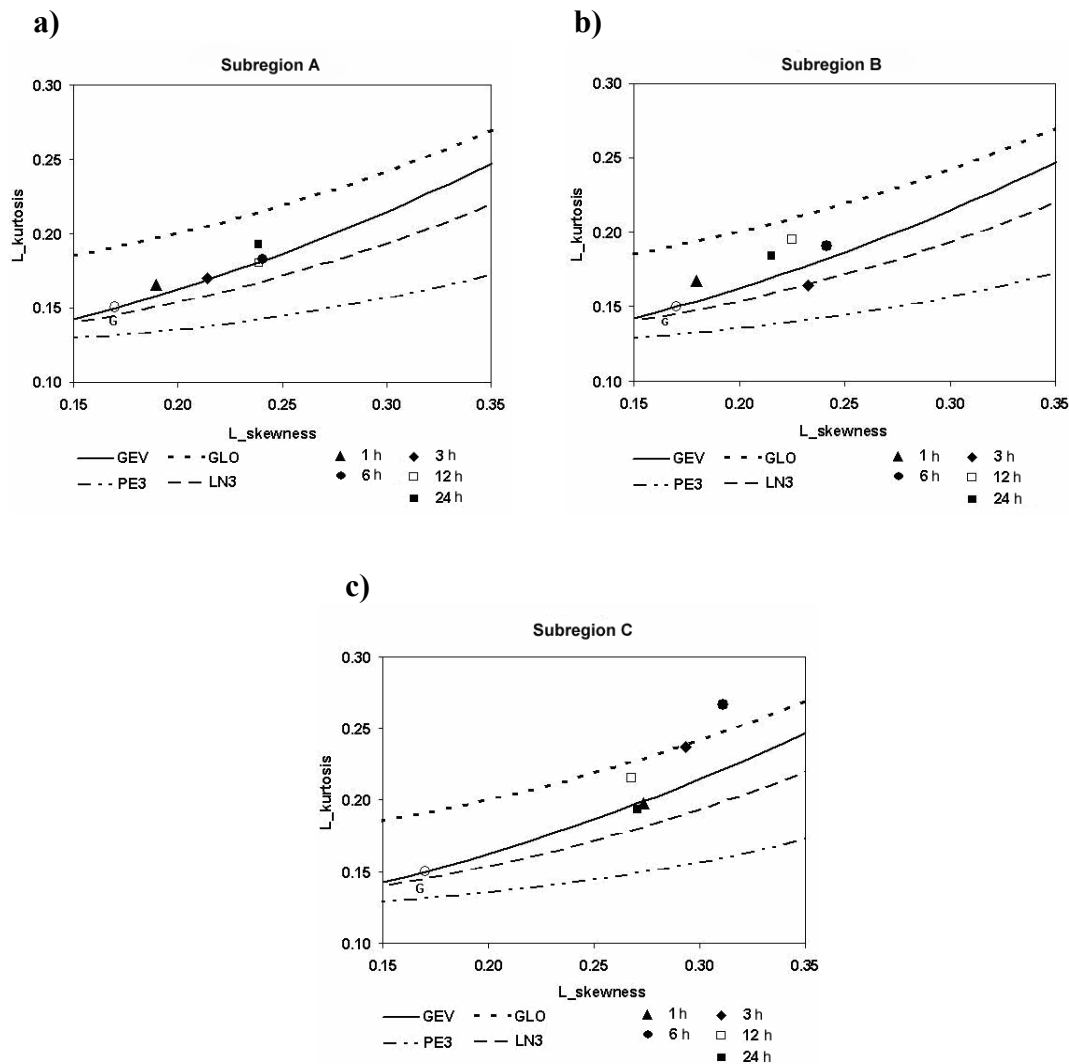 a)
Subregion A
0.30
0.25
0.20
0.15
0.10
L_kurtosis
G
0.15 0.20 0.25 0.30 0.35
L_skewness
GEV GLO 1 h 3 h
PE3 LN3 6 h 12 h
24 h
b)
Subregion B
0.30
0.25
0.20
0.15
0.10
L_kurtosis
G
0.15 0.20 0.25 0.30 0.35
L_skewness
GEV GLO 1 h 3 h
PE3 LN3 6 h 12 h
24 h
c)
Subregion C
0.30
0.25
0.20
0.15
0.10
L_kurtosis
G
0.15 0.20 0.25 0.30 0.35
L_skewness
GEV GLO 1 h 3 h
PE3 LN3 6 h 12 h
24 h